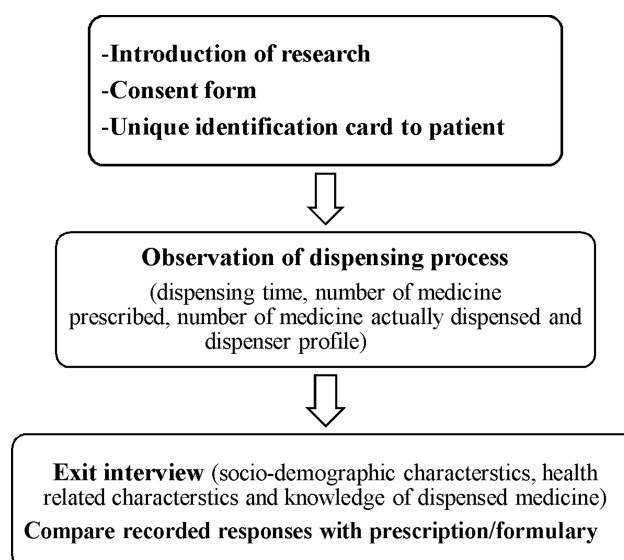 -Introduction of research
-Consent form
-Unique identification card to patient
Observation of dispensing process
(dispensing time, number of medicine
prescribed, number of medicine actually dispensed and
dispenser profile)
Exit interview (socio-demographic characterstics, health
related characterstics and knowledge of dispensed medicine)
Compare recorded responses with prescription/formulary